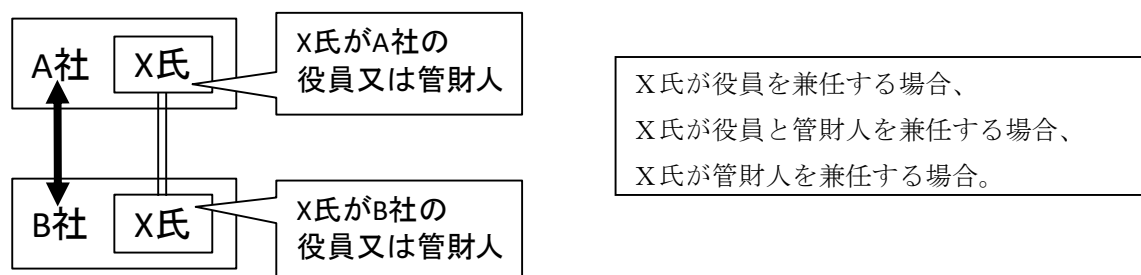 A社
X氏
X氏がA社の
役員又は管財人
B社
X氏
X氏がB社の
役員又は管財人
X氏が役員を兼任する場合、
X氏が役員と管財人を兼任する場合、
X氏が管財人を兼任する場合。